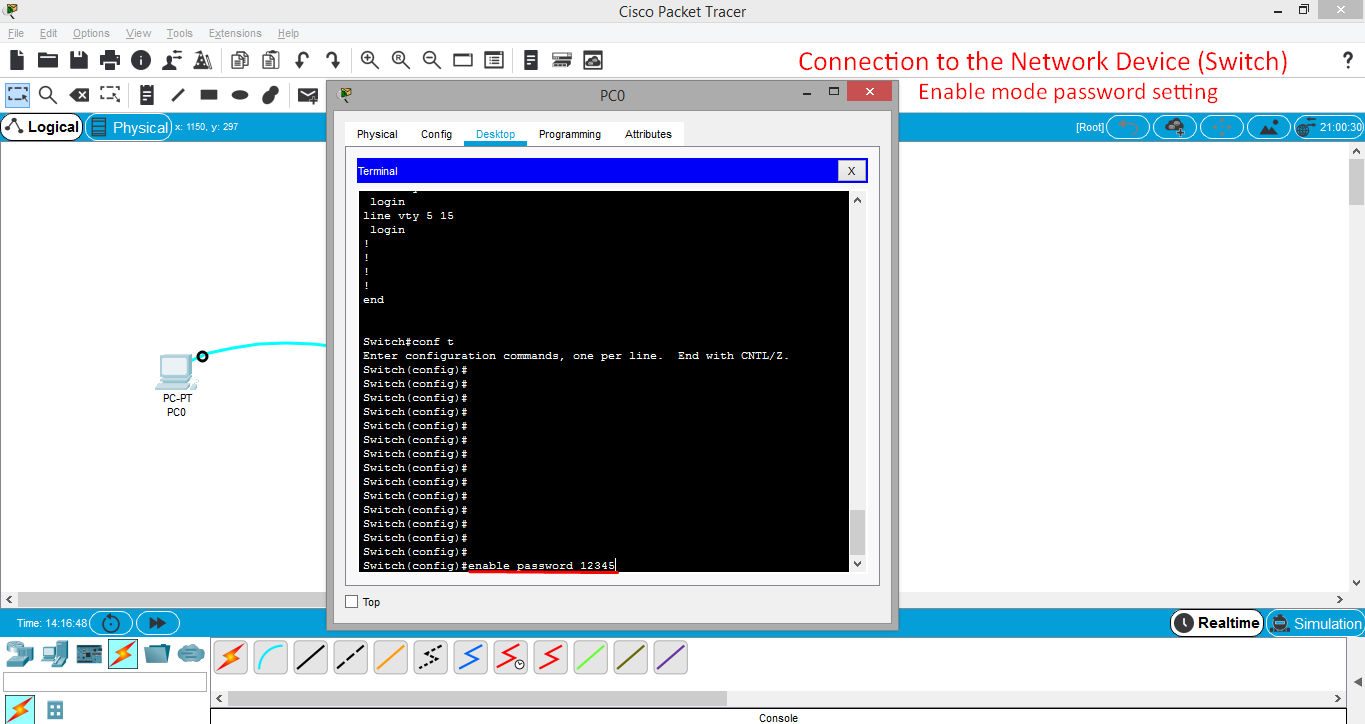 Cisco Packet Tracer
File Edit Options View Tools Extensions Help
Connection to the Network Device (Switch)
?
Enable mode password setting
PC0
Logical
Physical
x: 1150, y: 297
[Root]
21:00:30
Physical Config Desktop Programming Attributes
Terminal
X
login
line vty 5 15
login
!
!
!
!
end
Switch#conf t
Enter configuration commands, one per line.  End with CNTL/Z.
Switch(config)#
Switch(config)#
Switch(config)#
Switch(config)#
Switch(config)#
Switch(config)#
Switch(config)#
Switch(config)#
Switch(config)#
Switch(config)#
Switch(config)#
Switch(config)#
Switch(config)#
Switch(config)#
Switch(config)#enable password 12345
PC-PT
PC0
Top
Time: 14:16:48
Realtime
Simulation
Console